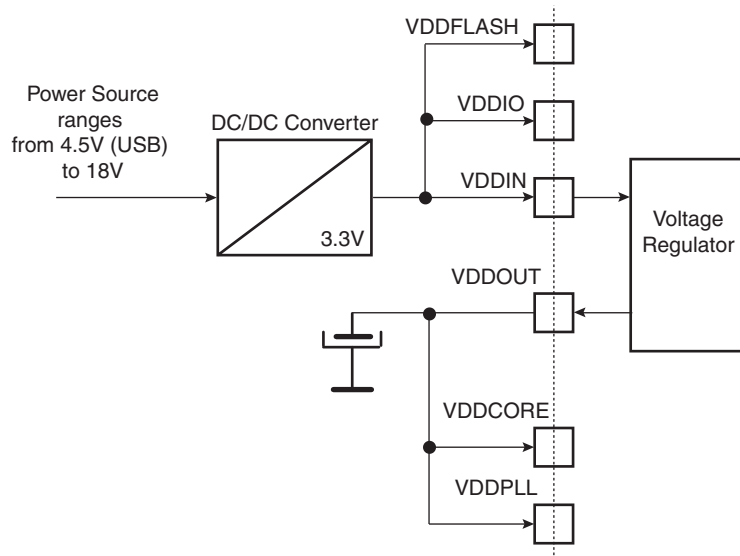 VDDFLASH
Power Source
ranges
from 4.5V (USB)
to 18V
DC/DC Converter
VDDIO
VDDIN
3.3V
Voltage
Regulator
VDDOUT
VDDCORE
VDDPLL